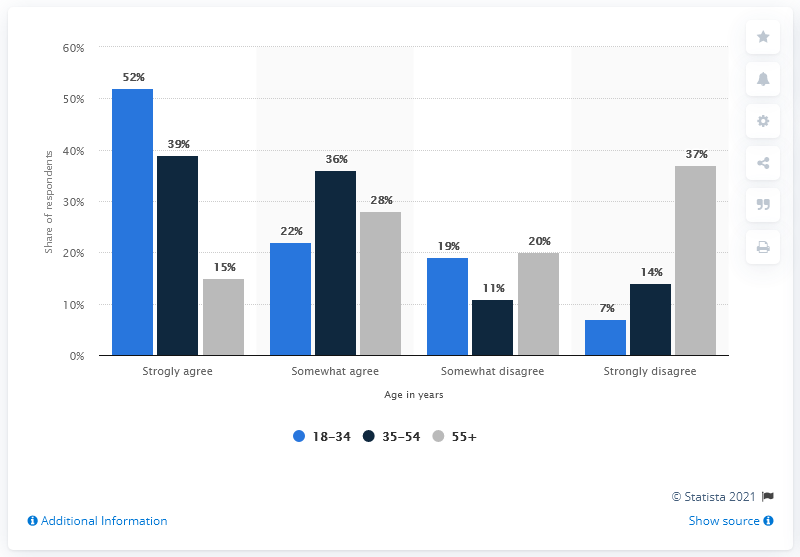 60%
50%
40%
30%
20%
10%
0%
Share of respondents
52%
39%
15%
22%
36%
28%
19%
11%
20%
7%
14%
37%
Strogly agree
Somewhat agree
Somewhat disagree
Strongly disagree
Age in years
18–34 35–54 55+
© Statista 2021
Additional Information
Show source